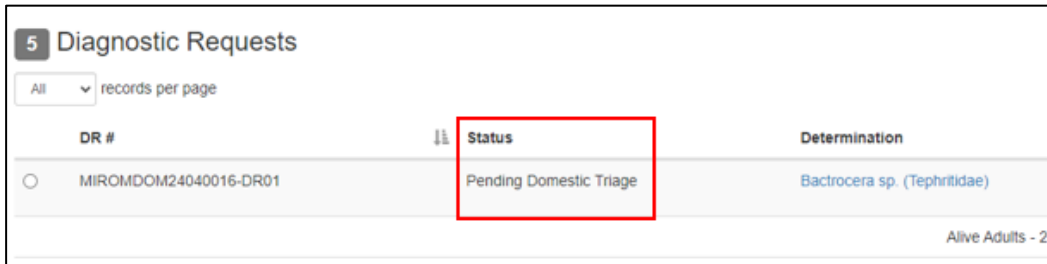 5 Diagnostic Requests
All records per page
DR # Status Determination
MIROMDOM24040016-DR01 Pending Domestic Triage Bactrocera sp. (Tephritidae)
Alive Adults - 2